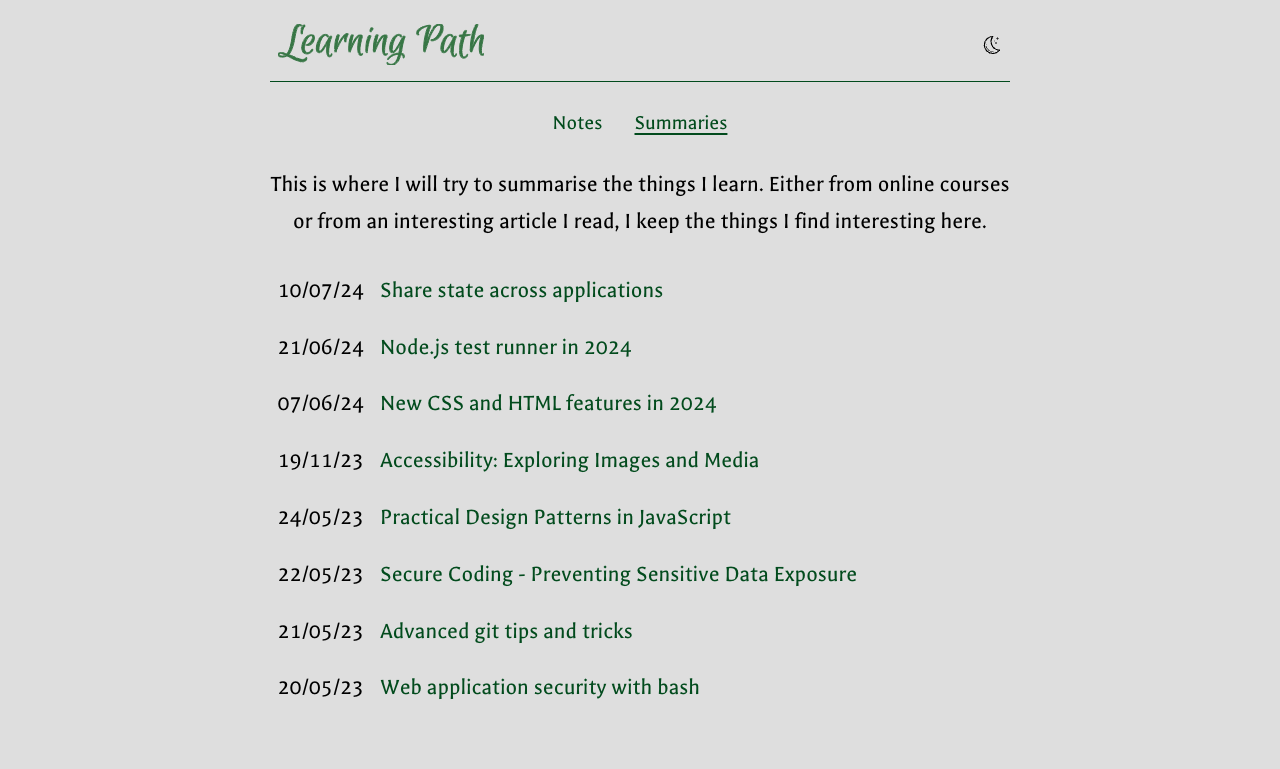 Learning Path
Notes Summaries
This is where I will try to summarise the things I learn. Either from online courses
or from an interesting article I read, I keep the things I find interesting here.
10/07/24 Share state across applications
21/06/24 Node.js test runner in 2024
07/06/24 New CSS and HTML features in 2024
19/11/23 Accessibility: Exploring Images and Media
24/05/23 Practical Design Patterns in JavaScript
22/05/23 Secure Coding - Preventing Sensitive Data Exposure
21/05/23 Advanced git tips and tricks
20/05/23 Web application security with bash